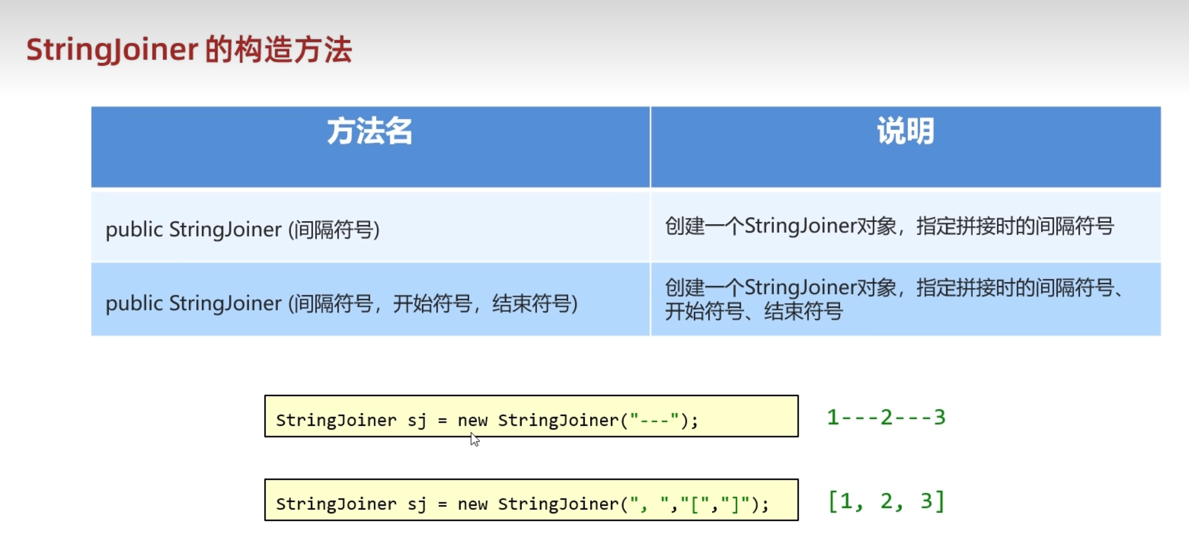 StringJoiner 的构造方法
方法名
说明
public StringJoiner (间隔符号)
创建一个StringJoiner对象，指定拼接时的间隔符号
public StringJoiner (间隔符号，开始符号，结束符号)
创建一个StringJoiner对象，指定拼接时的间隔符号、
开始符号、结束符号
StringJoiner sj = new StringJoiner("---");
1---2---3
StringJoiner sj = new StringJoiner(", ","[","]");
[1, 2, 3]